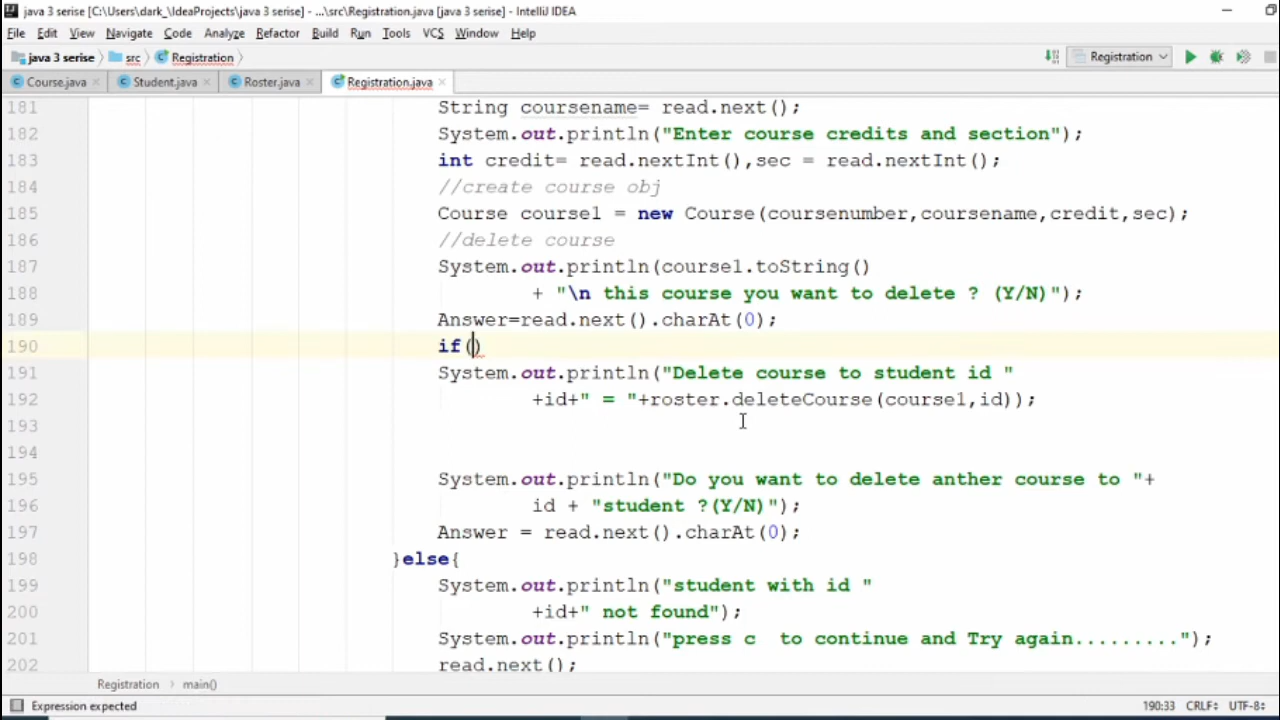 java 3 serise [C:\Users\dark_\IdeaProjects\java 3 serise] - ...\src\Registration.java [java 3 serise] - IntelliJ IDEA
File Edit View Navigate Code Analyze Refactor Build Run Tools VCS Window Help
java 3 serise src Registration Registration
Course.java Student.java Roster.java Registration.java
181 String coursename= read.next();
182 System.out.println("Enter course credits and section");
183 int credit= read.nextInt(),sec = read.nextInt();
184 //create course obj
185 Course course1 = new Course(coursenumber,coursename,credit,sec);
186 //delete course
187 System.out.println(course1.toString()
188 + "\n this course you want to delete ? (Y/N)");
189 Answer=read.next().charAt(0);
190 if()
191 System.out.println("Delete course to student id "
192 +id+" = "+roster.deleteCourse(course1,id));
193
194
195 System.out.println("Do you want to delete anther course to "+
196 id + "student ?(Y/N)");
197 Answer = read.next().charAt(0);
198 }else{
199 System.out.println("student with id "
200 +id+" not found");
201 System.out.println("press c  to continue and Try again.........");
202 read.next();
Registration main()
Expression expected 190:33 CRLF UTF-8